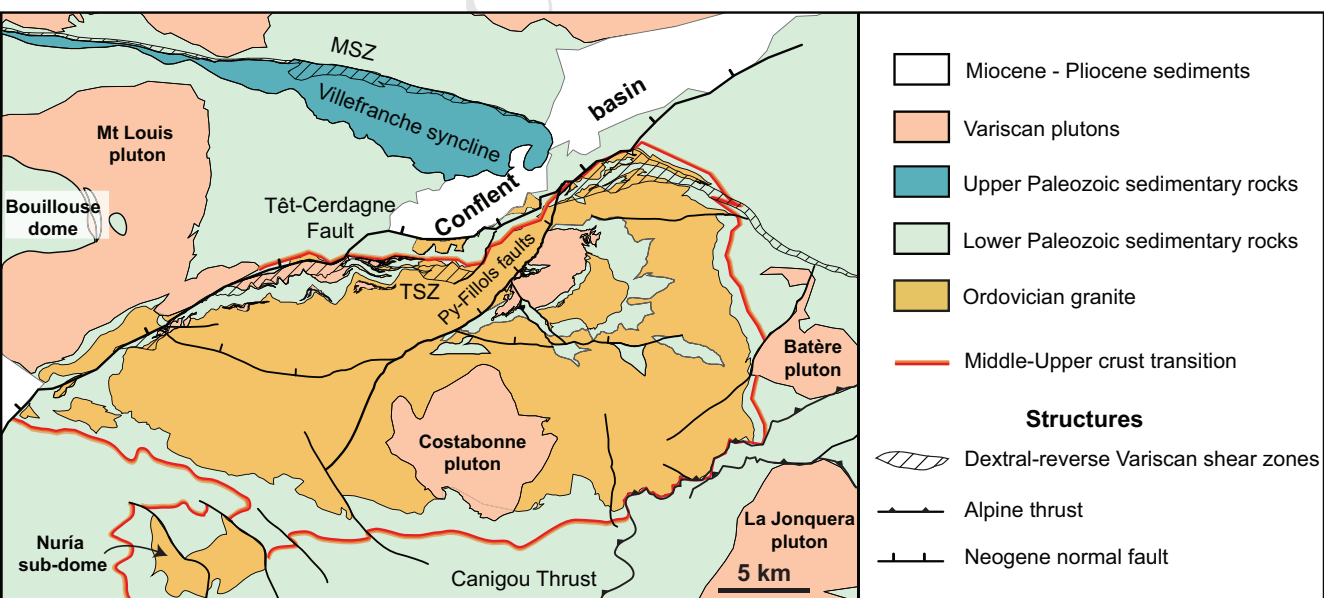 MSZ
Villefranche syncline
basin
Mt Louis
pluton
Bouillouse
dome
Têt-Cerdagne
Fault
Conflent
Py-Fillols faults
TSZ
Batère
pluton
Costabonne
pluton
La Jonquera
pluton
Nuría
sub-dome
Canigou Thrust
5 km
Miocene - Pliocene sediments
Variscan plutons
Upper Paleozoic sedimentary rocks
Lower Paleozoic sedimentary rocks
Ordovician granite
Middle-Upper crust transition
Structures
Dextral-reverse Variscan shear zones
Alpine thrust
Neogene normal fault